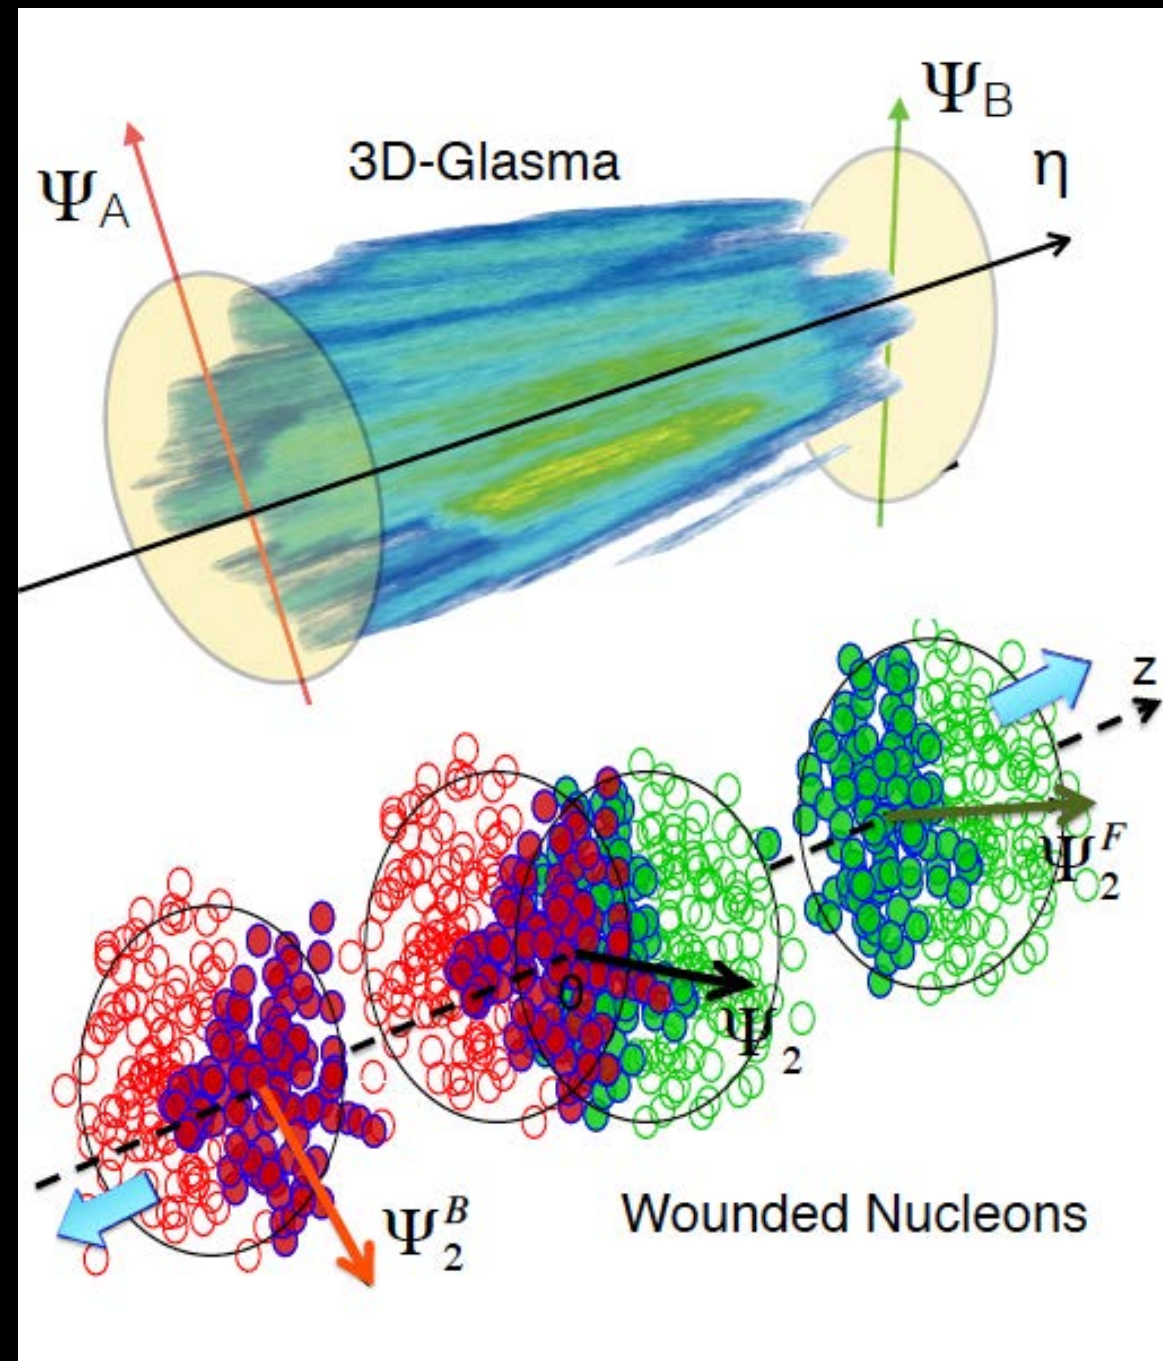 Ψ_B
3D-Glasma
η
Ψ_A
z
Ψ_2^F
0
Ψ_2
Ψ_2^B
Wounded Nucleons